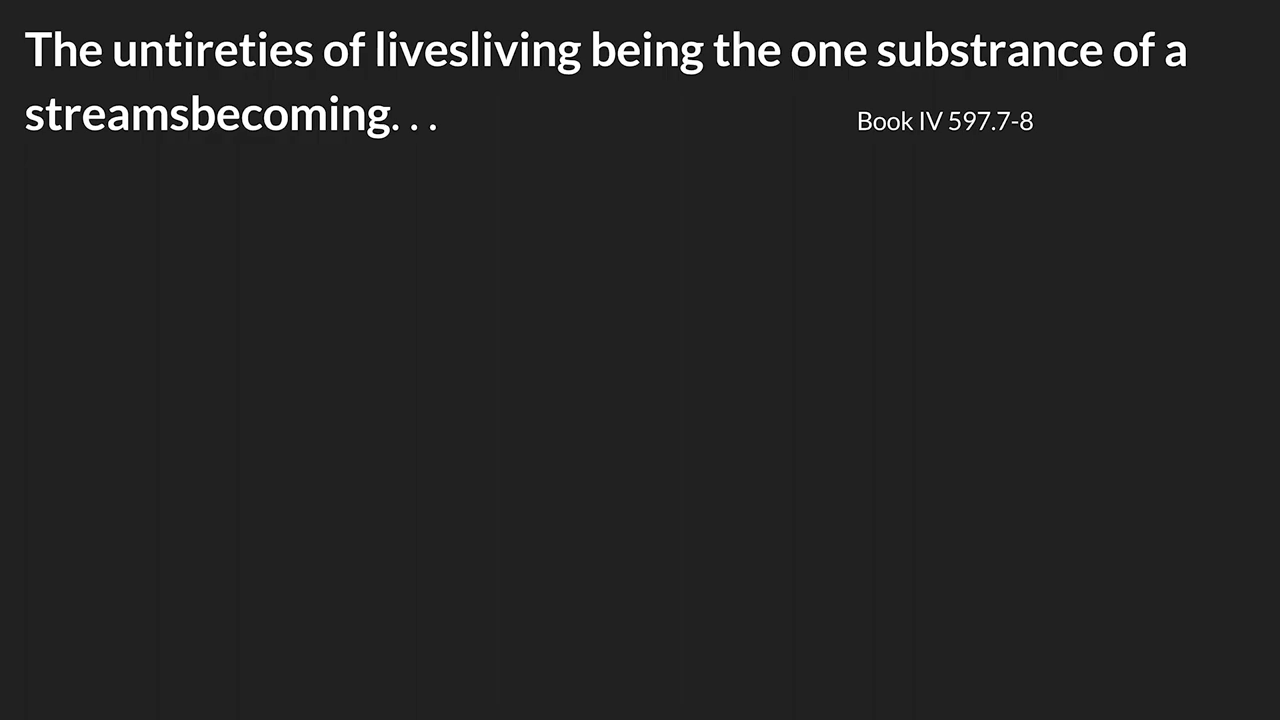 The untireties of livesliving being the one substrance of a
streamsbecoming. . . Book IV 597.7-8